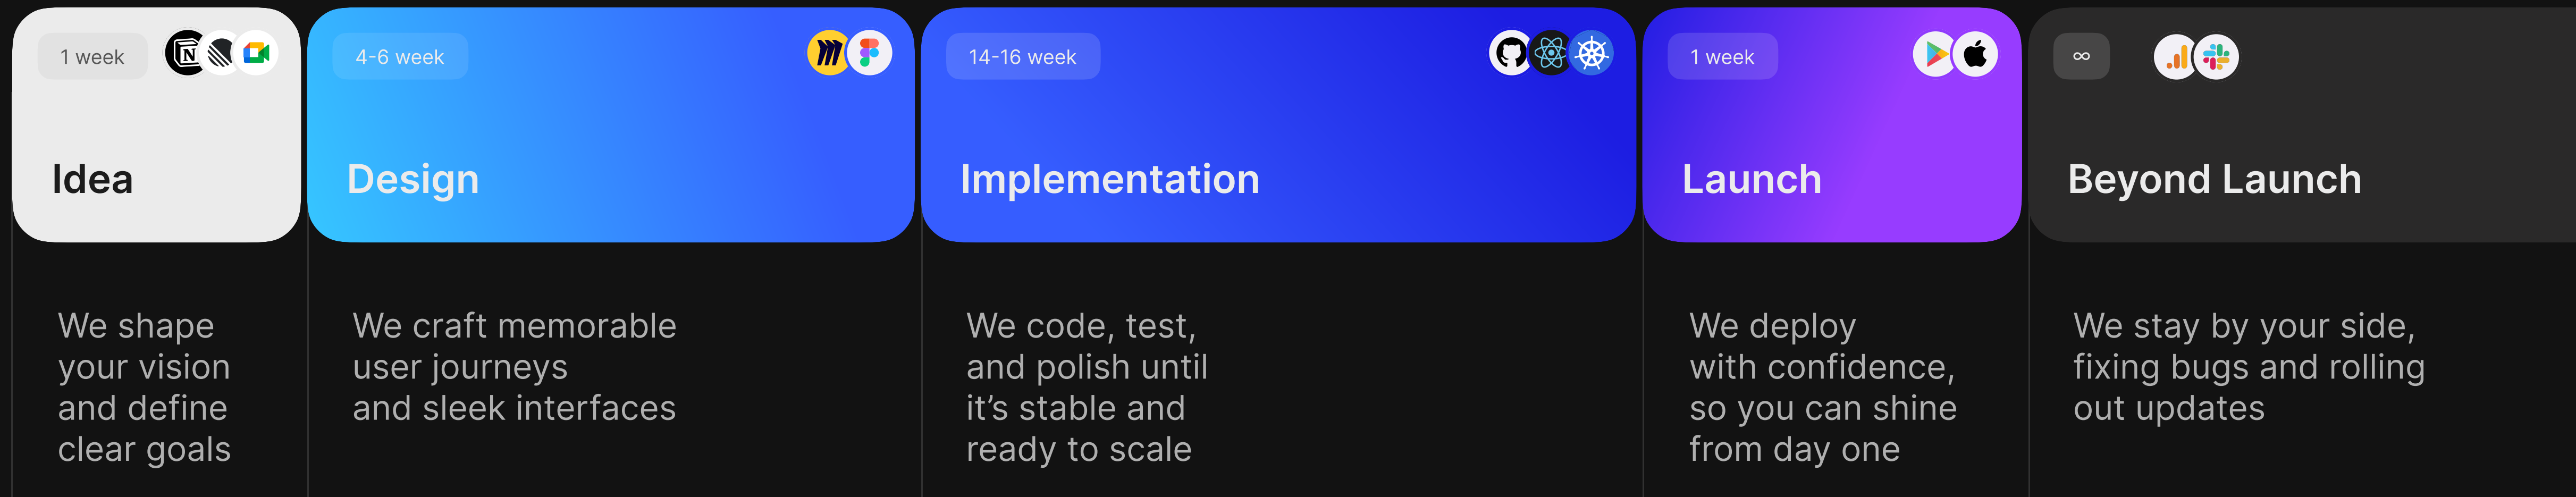 1 week
Idea
We shape
your vision
and define
clear goals
4-6 week
Design
We craft memorable
user journeys
and sleek interfaces
14-16 week
Implementation
We code, test,
and polish until
it’s stable and
ready to scale
1 week
Launch
We deploy
with confidence,
so you can shine
from day one
∞
Beyond Launch
We stay by your side,
fixing bugs and rolling
out updates